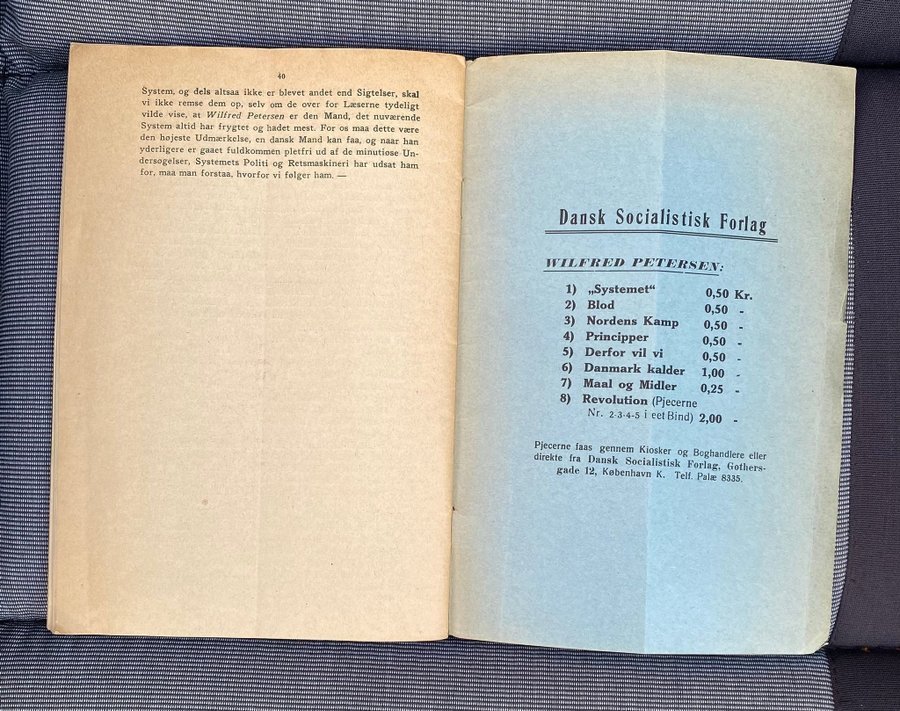 40
System, og dels altsaa ikke er blevet andet end Sigtelser, skal
vi ikke remse dem op, selv om de over for Læserne tydeligt
vilde vise, at Wilfred Petersen er den Mand, det nuværende
System altid har frygtet og hadet mest. For os maa dette være
den højeste Udmærkelse, en dansk Mand kan faa, og naar han
yderligere er gaaet fuldkommen pletfri ud af de minutiøse Un-
dersogelser, Systemets Politi og Retsmaskineri har udsat ham
for, maa man forstaa, hvorfor vi følger ham. —
Dansk Socialistisk Forlag
WILFRED PETERSEN:
1) „Systemet“ 0,50 Kr.
2) Blod 0,50 -
3) Nordens Kamp 0,50 -
4) Principper 0,50 -
5) Derfor vil vi 0,50 -
6) Danmark kalder 1,00 -
7) Maal og Midler 0,25 -
8) Revolution (Pjecerne
Nr. 2-3-4-5 i eet Bind) 2,00 -
Pjecerne faas gennem Kiosker og Boghandlere eller
direkte fra Dansk Socialistisk Forlag, Gothers-
gade 12, København K. Telf. Palæ 8335.